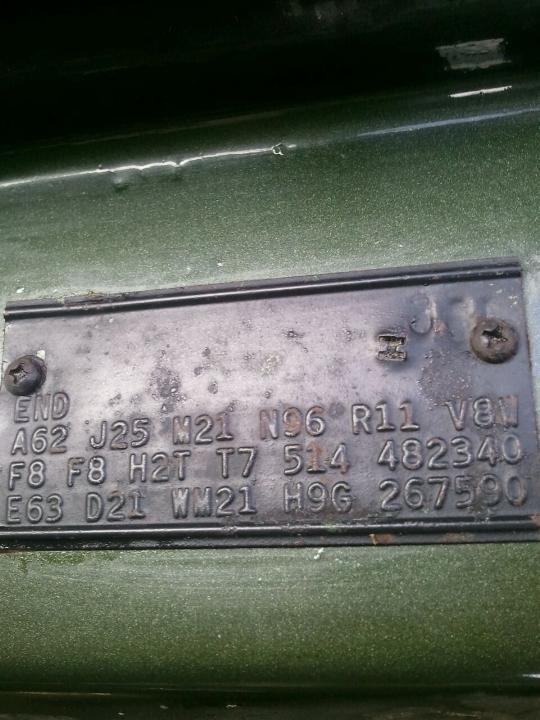 END
A62 J25 M21 N96 R11 V8W
F8 F8 H2T T7 514 482340
E63 D21 WM21 H9G 267590